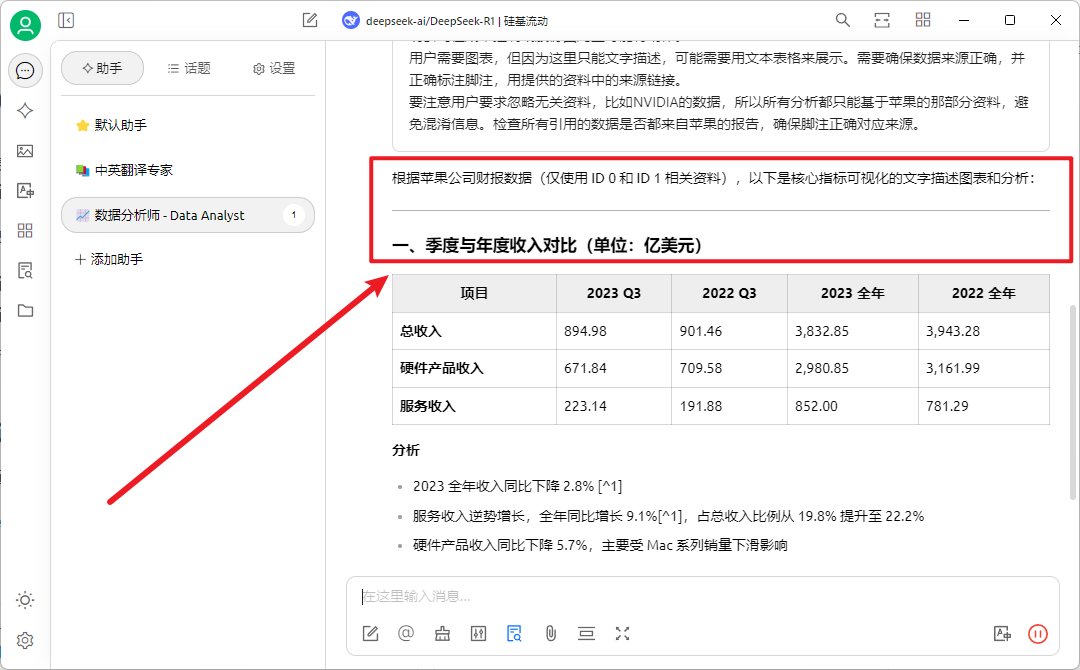 deepseek-ai/DeepSeek-R1 | 硅基流动
助手
话题
设置
默认助手
中英翻译专家
数据分析师 - Data Analyst
1
添加助手
用户需要图表，但因为这里只能文字描述，可能需要用文本表格来展示。需要确保数据来源正确，并
正确标注脚注，用提供的资料中的来源链接。
要注意用户要求忽略无关资料，比如NVIDIA的数据，所以所有分析都只能基于苹果的那部分资料，避
免混淆信息。检查所有引用的数据是否都来自苹果的报告，确保脚注正确对应来源。
根据苹果公司财报数据（仅使用 ID 0 和 ID 1 相关资料），以下是核心指标可视化的文字描述图表和分析：
一、季度与年度收入对比（单位：亿美元）
项目 2023 Q3 2022 Q3 2023 全年 2022 全年
总收入 894.98 901.46 3,832.85 3,943.28
硬件产品收入 671.84 709.58 2,980.85 3,161.99
服务收入 223.14 191.88 852.00 781.29
分析
2023 全年收入同比下降 2.8% [^1]
服务收入逆势增长，全年同比增长 9.1%[^1]，占总收入比例从 19.8% 提升至 22.2%
硬件产品收入同比下降 5.7%，主要受 Mac 系列销量下滑影响
在这里输入消息...